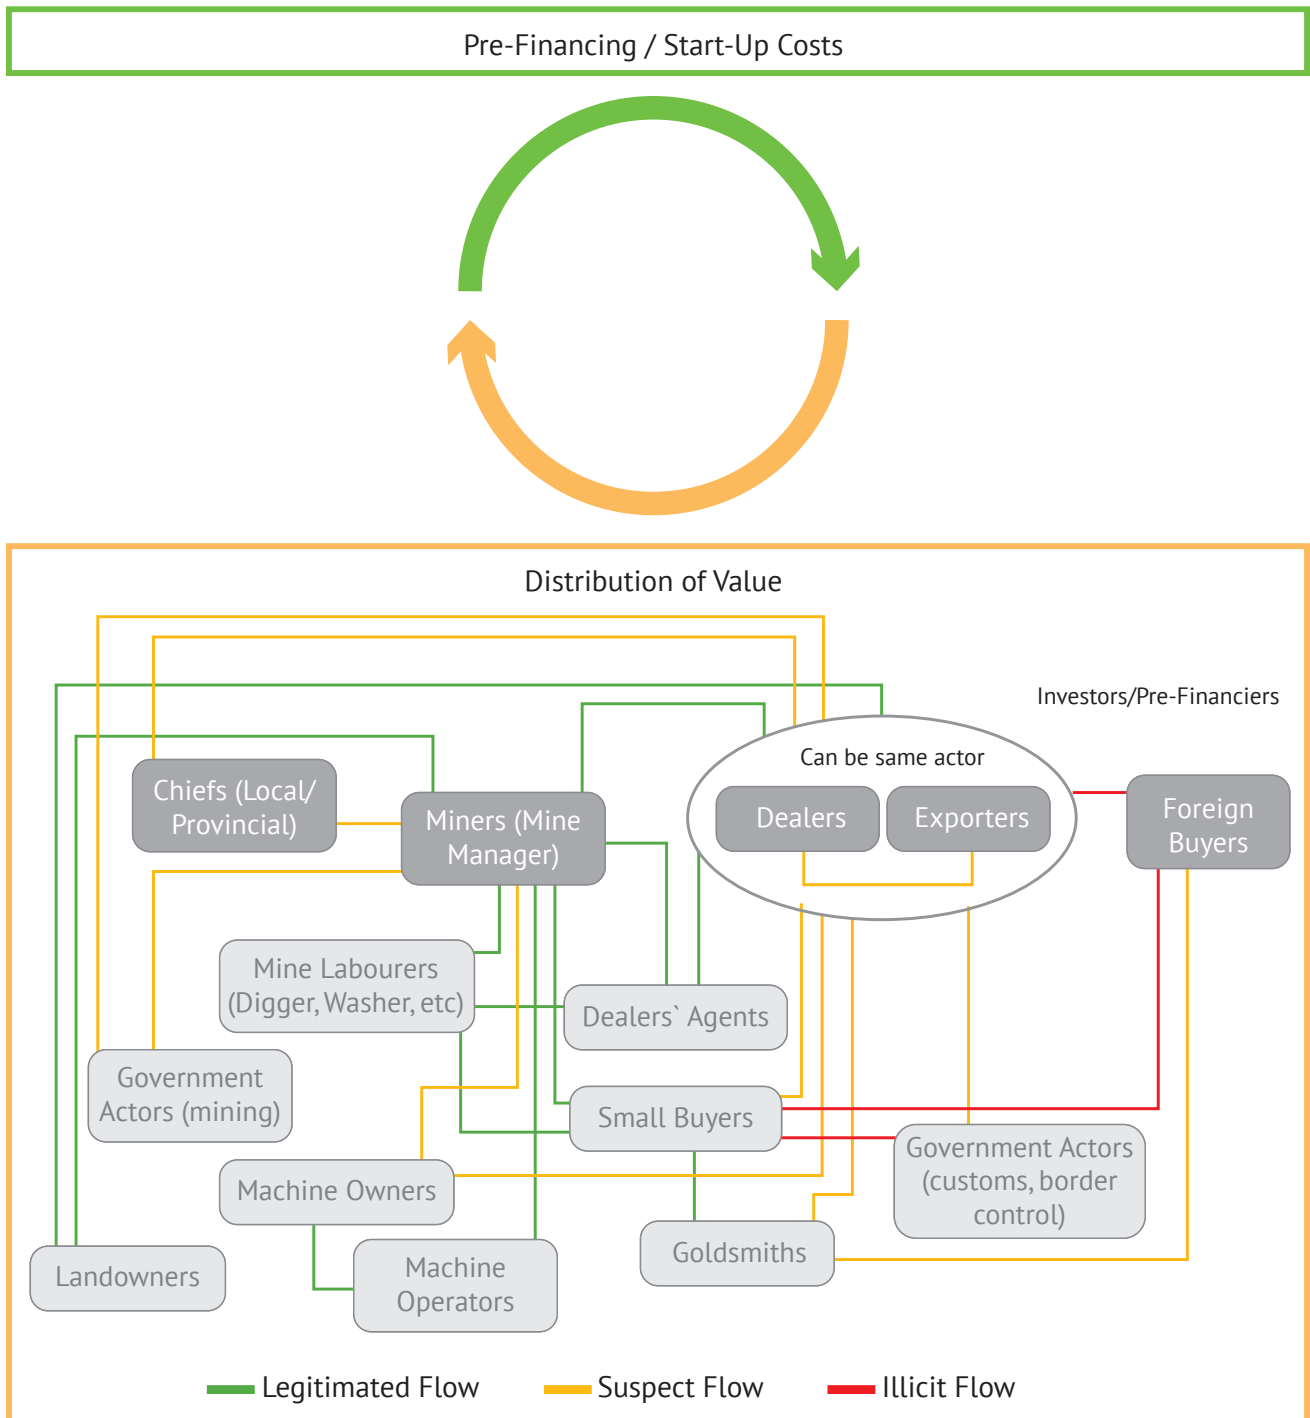 Pre-Financing / Start-Up Costs
Distribution of Value
Investors/Pre-Financiers
Can be same actor
Chiefs (Local/
Provincial)
Miners (Mine
Manager)
Dealers
Exporters
Foreign
Buyers
Mine Labourers
(Digger, Washer, etc)
Dealers` Agents
Government
Actors (mining)
Small Buyers
Government Actors
(customs, border
control)
Machine Owners
Goldsmiths
Landowners
Machine
Operators
Legitimated Flow
Suspect Flow
Illicit Flow